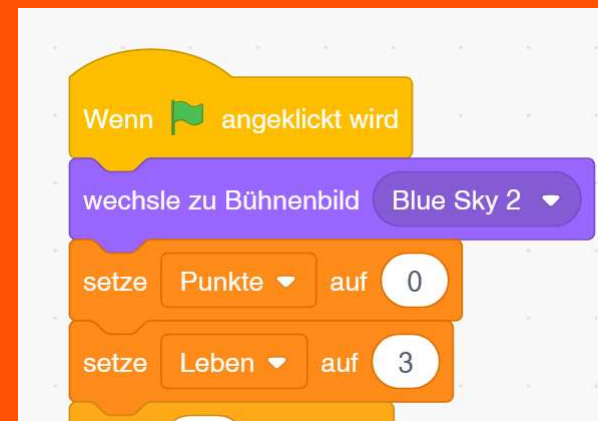 Wenn angeklickt wird
wechsle zu Bühnenbild Blue Sky 2
setze Punkte auf 0
setze Leben auf 3